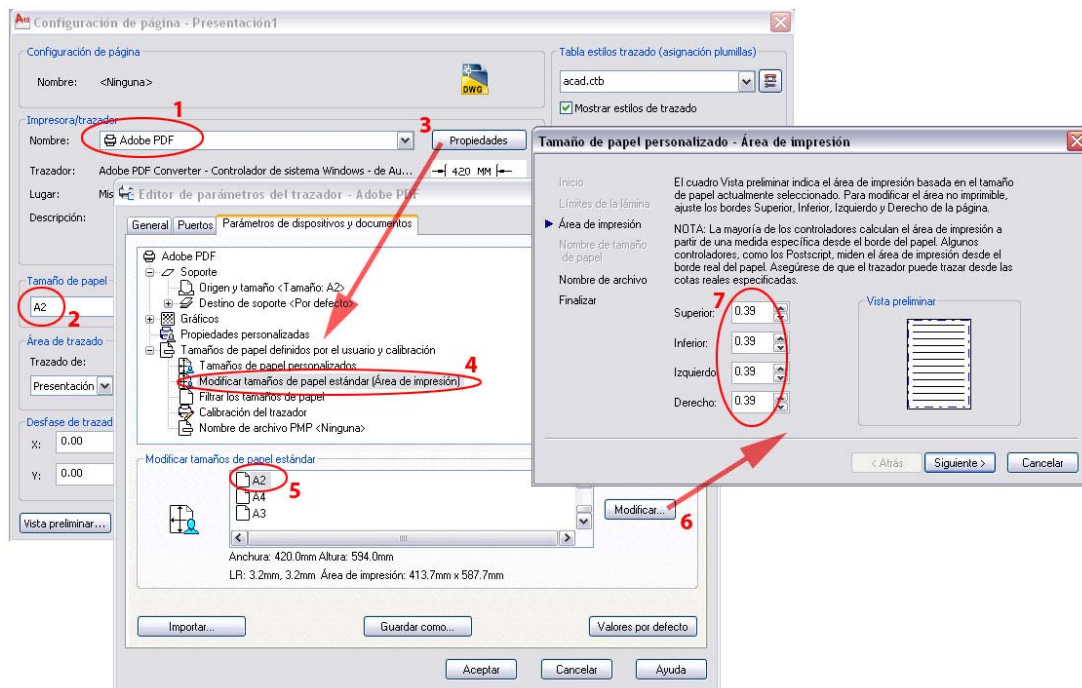 Configuración de página - Presentación1
Configuración de página
Nombre: <Ninguna>
DWG
Tabla estilos trazado (asignación plumillas)
acad.ctb
Mostrar estilos de trazado
Impresora/trazador
1
Nombre: Adobe PDF
3
Propiedades
Trazador: Adobe PDF Converter - Controlador de sistema Windows - de Au...
420 MM
Lugar: Mis
Descripción:
Tamaño de papel
A2
2
Área de trazado
Trazado de:
Presentación
Desfase de trazad
X: 0.00
Y: 0.00
Vista preliminar...
Editor de parámetros del trazador - Adobe PDF
General Puertos Parámetros de dispositivos y documentos
Adobe PDF
Soporte
Origen y tamaño <Tamaño: A2>
Destino de soporte <Por defecto>
Gráficos
Propiedades personalizadas
Tamaños de papel definidos por el usuario y calibración
Tamaños de papel personalizados
4
Modificar tamaños de papel estándar (Área de impresión)
Filtrar los tamaños de papel
Calibración del trazador
Nombre de archivo PMP <Ninguna>
Modificar tamaños de papel estándar
A2
5
A4
A3
Modificar...
6
Anchura: 420.0mm Altura: 594.0mm
LR: 3.2mm, 3.2mm Área de impresión: 413.7mm x 587.7mm
Importar...
Guardar como...
Valores por defecto
Aceptar
Cancelar
Ayuda
Tamaño de papel personalizado - Área de impresión
Inicio
Límites de la lámina
Área de impresión
Nombre de tamaño
de papel
Nombre de archivo
Finalizar
El cuadro Vista preliminar indica el área de impresión basada en el tamaño
de papel actualmente seleccionado. Para modificar el área no imprimible,
ajuste los bordes Superior, Inferior, Izquierdo y Derecho de la página.
NOTA: La mayoría de los controladores calculan el área de impresión a
partir de una medida específica desde el borde del papel. Algunos
controladores, como los Postscript, miden el área de impresión desde el
borde real del papel. Asegúrese de que el trazador puede trazar desde las
cotas reales especificadas.
7
Superior: 0.39
Inferior: 0.39
Izquierdo 0.39
Derecho: 0.39
Vista preliminar
< Atrás
Siguiente >
Cancelar